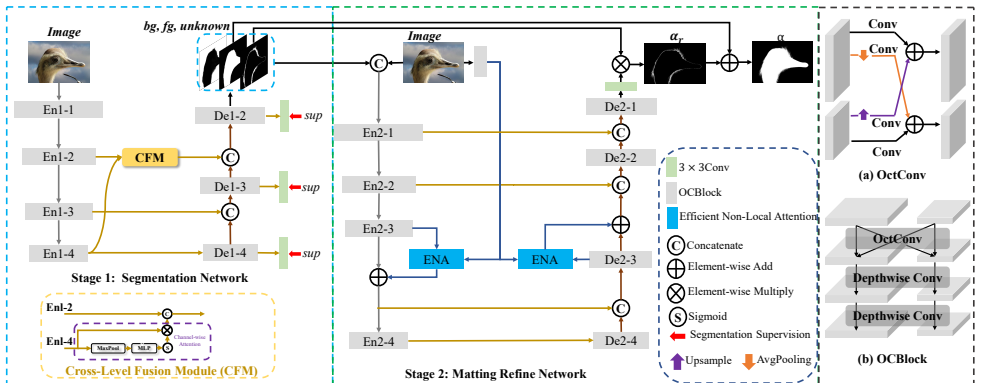 Image
bg, fg, unknown
En1-1
En1-2
En1-3
En1-4
CFM
De1-2
De1-3
De1-4
C
C
sup
sup
sup
Stage 1: Segmentation Network
En1-2
En1-4
C
Channel-wise
Attention
MaxPool
MLP
S
Cross-Level Fusion Module (CFM)
C
Image
En2-1
En2-2
En2-3
En2-4
ENA
ENA
αr
α
De2-1
C
De2-2
C
De2-3
C
De2-4
Stage 2: Matting Refine Network
3 × 3Conv
OCBlock
Efficient Non-Local Attention
C Concatenate
Element-wise Add
Element-wise Multiply
S Sigmoid
Segmentation Supervision
Upsample
AvgPooling
Conv
Conv
Conv
Conv
(a) OctConv
OctConv
Depthwise Conv
Depthwise Conv
(b) OCBlock